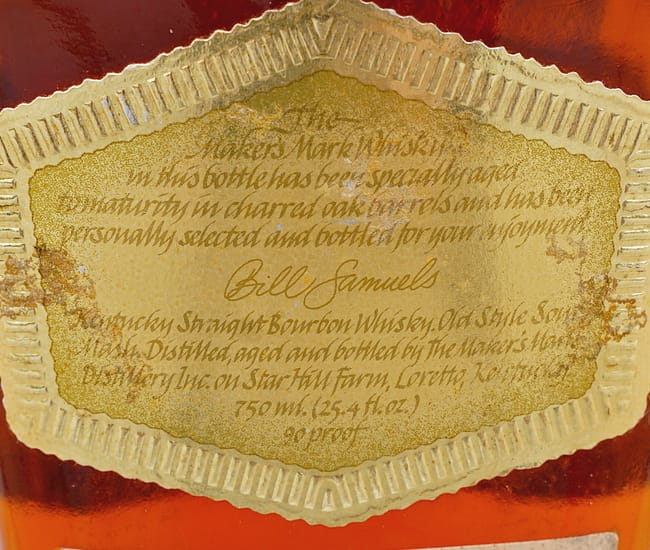 The
Maker's Mark Whisky
in this bottle has been specially aged
to maturity in charred oak barrels and has been
personally selected and bottled for your enjoyment
Bill Samuels
Kentucky Straight Bourbon Whisky. Old Style Sour
Mash. Distilled, aged and bottled by The Maker's Mark
Distillery Inc. on Star Hill Farm, Loretto, Kentucky
750 ml. (25.4 fl. oz.)
90 proof